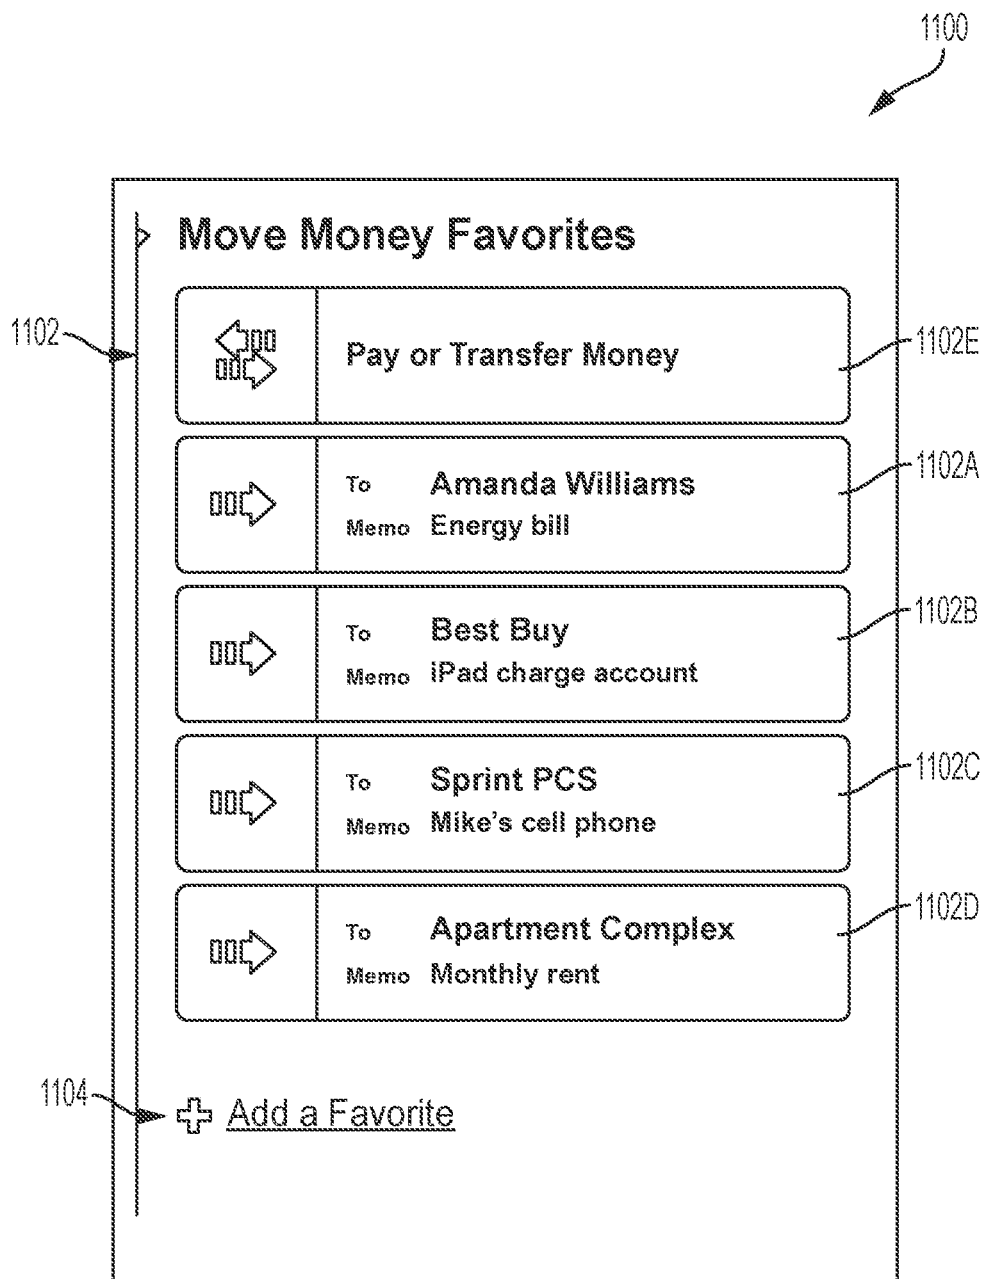 1100
Move Money Favorites
1102
Pay or Transfer Money
1102E
To Amanda Williams
1102A
Memo Energy bill
To Best Buy
1102B
Memo iPad charge account
To Sprint PCS
1102C
Memo Mike's cell phone
To Apartment Complex
1102D
Memo Monthly rent
1104
Add a Favorite